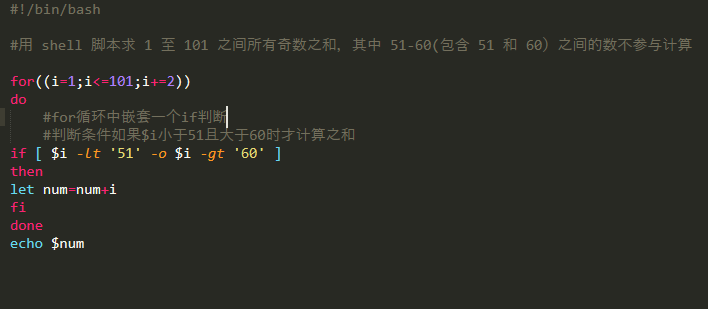 #!/bin/bash
#用 shell 脚本求 1 至 101 之间所有奇数之和, 其中 51-60(包含 51 和 60) 之间的数不参与计算
for((i=1;i<=101;i+=2))
do
#for循环中嵌套一个if判断
#判断条件如果$i小于51且大于60时才计算之和
if [ $i -lt '51' -o $i -gt '60' ]
then
let num=num+i
fi
done
echo $num